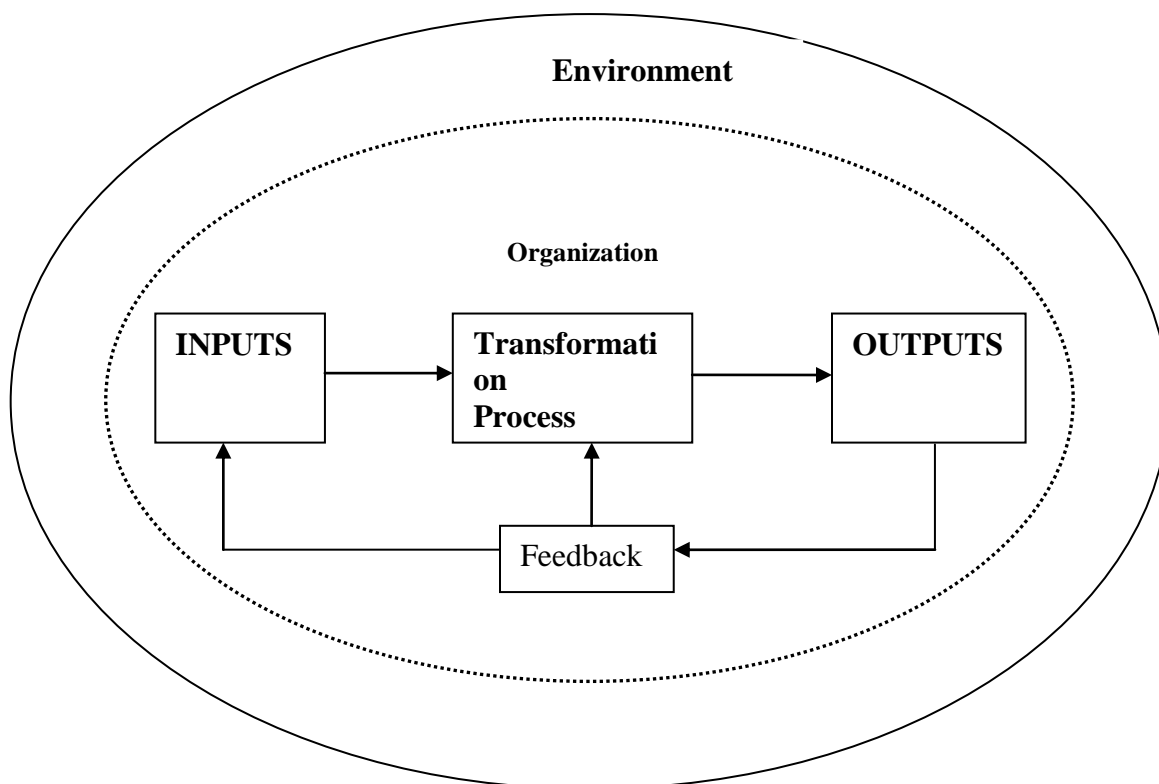 Environment
Organization
INPUTS
Transformati
on
Process
OUTPUTS
Feedback